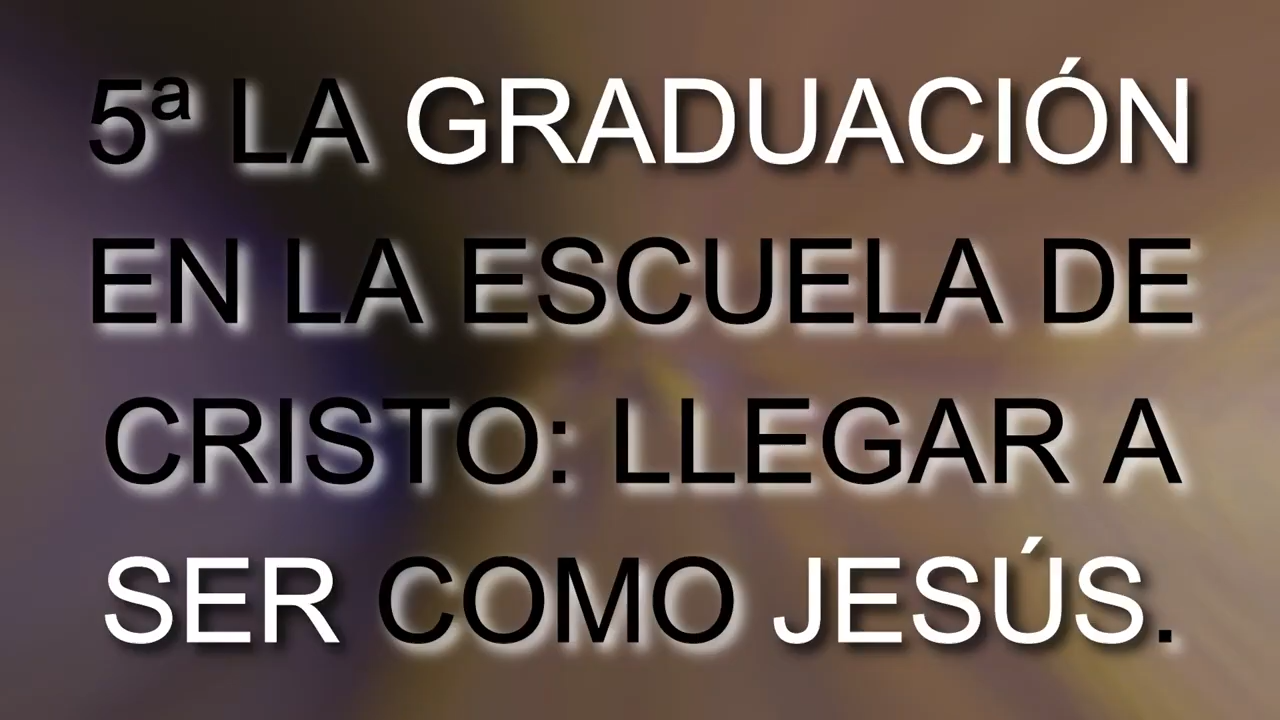 5ª LA GRADUACIÓN
EN LA ESCUELA DE
CRISTO: LLEGAR A
SER COMO JESÚS.